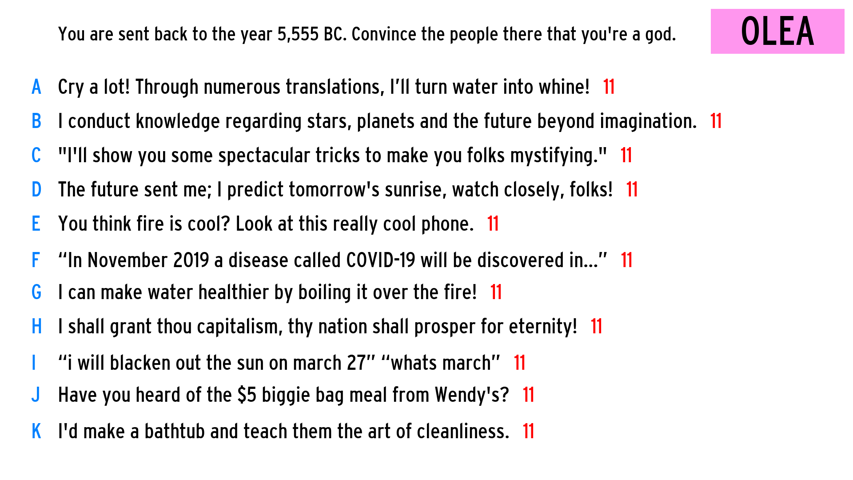 You are sent back to the year 5,555 BC. Convince the people there that you're a god.
OLEA
A Cry a lot! Through numerous translations, I’ll turn water into whine! 11
B I conduct knowledge regarding stars, planets and the future beyond imagination. 11
C "I'll show you some spectacular tricks to make you folks mystifying." 11
D The future sent me; I predict tomorrow's sunrise, watch closely, folks! 11
E You think fire is cool? Look at this really cool phone. 11
F “In November 2019 a disease called COVID-19 will be discovered in...” 11
G I can make water healthier by boiling it over the fire! 11
H I shall grant thou capitalism, thy nation shall prosper for eternity! 11
I “i will blacken out the sun on march 27” “whats march” 11
J Have you heard of the $5 biggie bag meal from Wendy's? 11
K I'd make a bathtub and teach them the art of cleanliness. 11